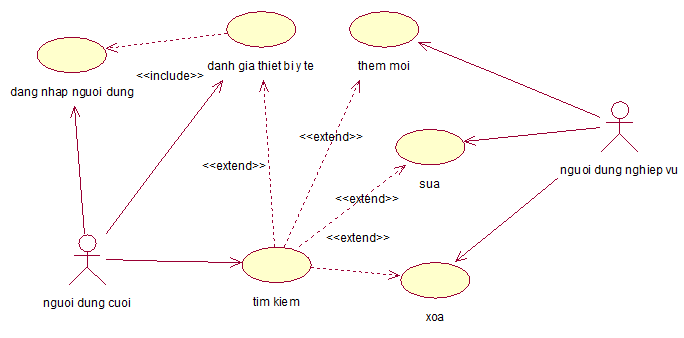 danh gia thiet bi y te
them moi
<<include>>
dang nhap nguoi dung
<<extend>>
<<extend>>
nguoi dung nghiep vu
sua
<<extend>>
<<extend>>
nguoi dung cuoi
tim kiem
xoa